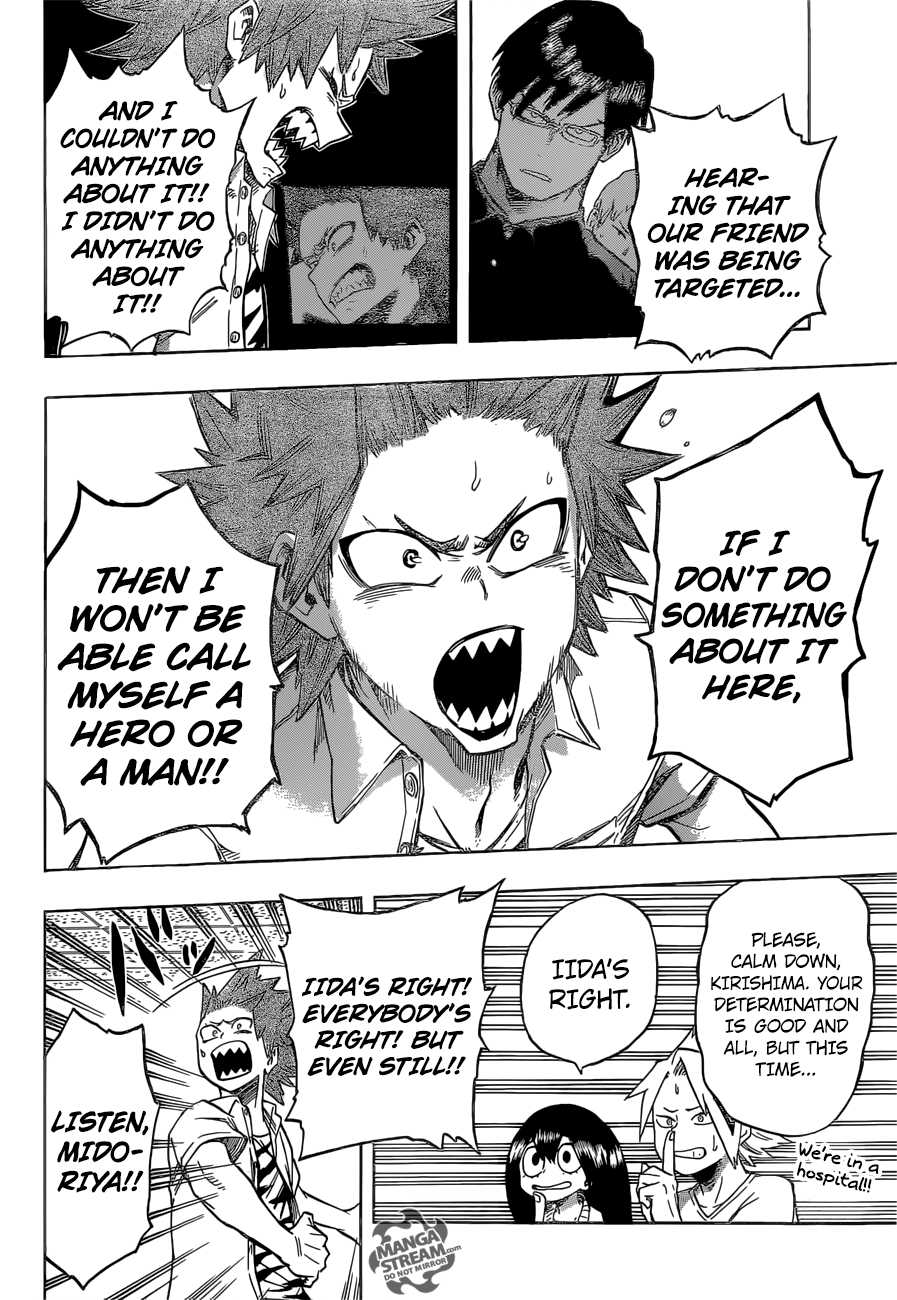 HEAR-
ING THAT
OUR FRIEND
WAS BEING
TARGETED...
AND I
COULDN'T DO
ANYTHING
ABOUT IT!!
I DIDN'T DO
ANYTHING
ABOUT
IT!!
IF I
DON'T DO
SOMETHING
ABOUT IT
HERE,
THEN I
WON'T BE
ABLE CALL
MYSELF A
HERO OR
A MAN!!
PLEASE,
CALM DOWN,
KIRISHIMA. YOUR
DETERMINATION
IS GOOD AND
ALL, BUT THIS
TIME...
We're in a
hospital!!
IIDA'S
RIGHT.
IIDA'S RIGHT!
EVERYBODY'S
RIGHT! BUT
EVEN STILL!!
LISTEN,
MIDO-
RIYA!!
MANGA
STREAM.com
DO NOT MIRROR